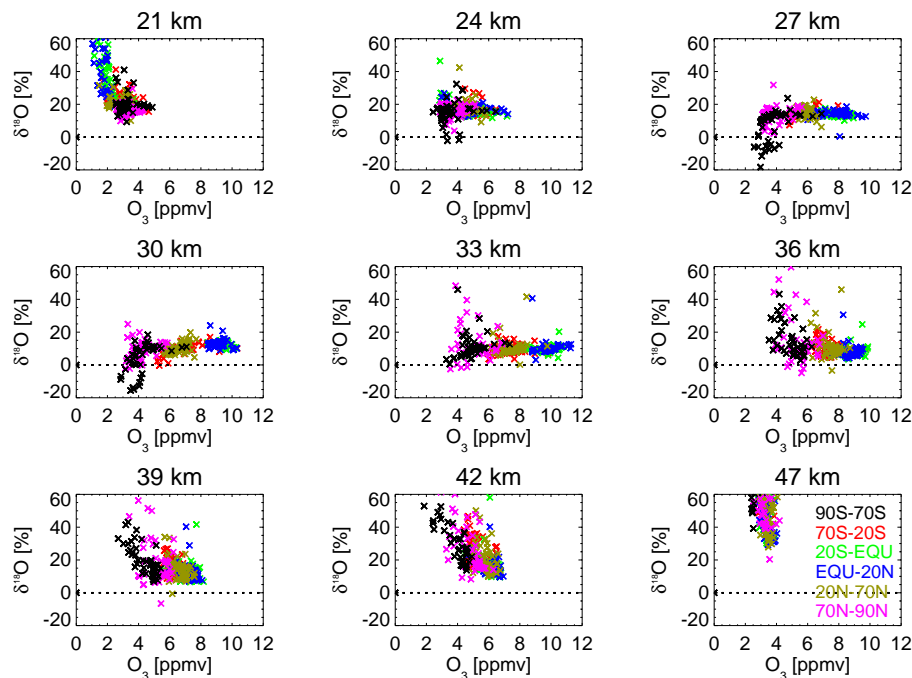 21 km
24 km
27 km
60
40
20
0
-20
δ¹⁸O [%]
0 2 4 6 8 10 12
O₃ [ppmv]
60
40
20
0
-20
δ¹⁸O [%]
0 2 4 6 8 10 12
O₃ [ppmv]
60
40
20
0
-20
δ¹⁸O [%]
0 2 4 6 8 10 12
O₃ [ppmv]
30 km
33 km
36 km
60
40
20
0
-20
δ¹⁸O [%]
0 2 4 6 8 10 12
O₃ [ppmv]
60
40
20
0
-20
δ¹⁸O [%]
0 2 4 6 8 10 12
O₃ [ppmv]
60
40
20
0
-20
δ¹⁸O [%]
0 2 4 6 8 10 12
O₃ [ppmv]
39 km
42 km
47 km
60
40
20
0
-20
δ¹⁸O [%]
0 2 4 6 8 10 12
O₃ [ppmv]
60
40
20
0
-20
δ¹⁸O [%]
0 2 4 6 8 10 12
O₃ [ppmv]
60
40
20
0
-20
δ¹⁸O [%]
0 2 4 6 8 10 12
O₃ [ppmv]
90S-70S
70S-20S
20S-EQU
EQU-20N
20N-70N
70N-90N